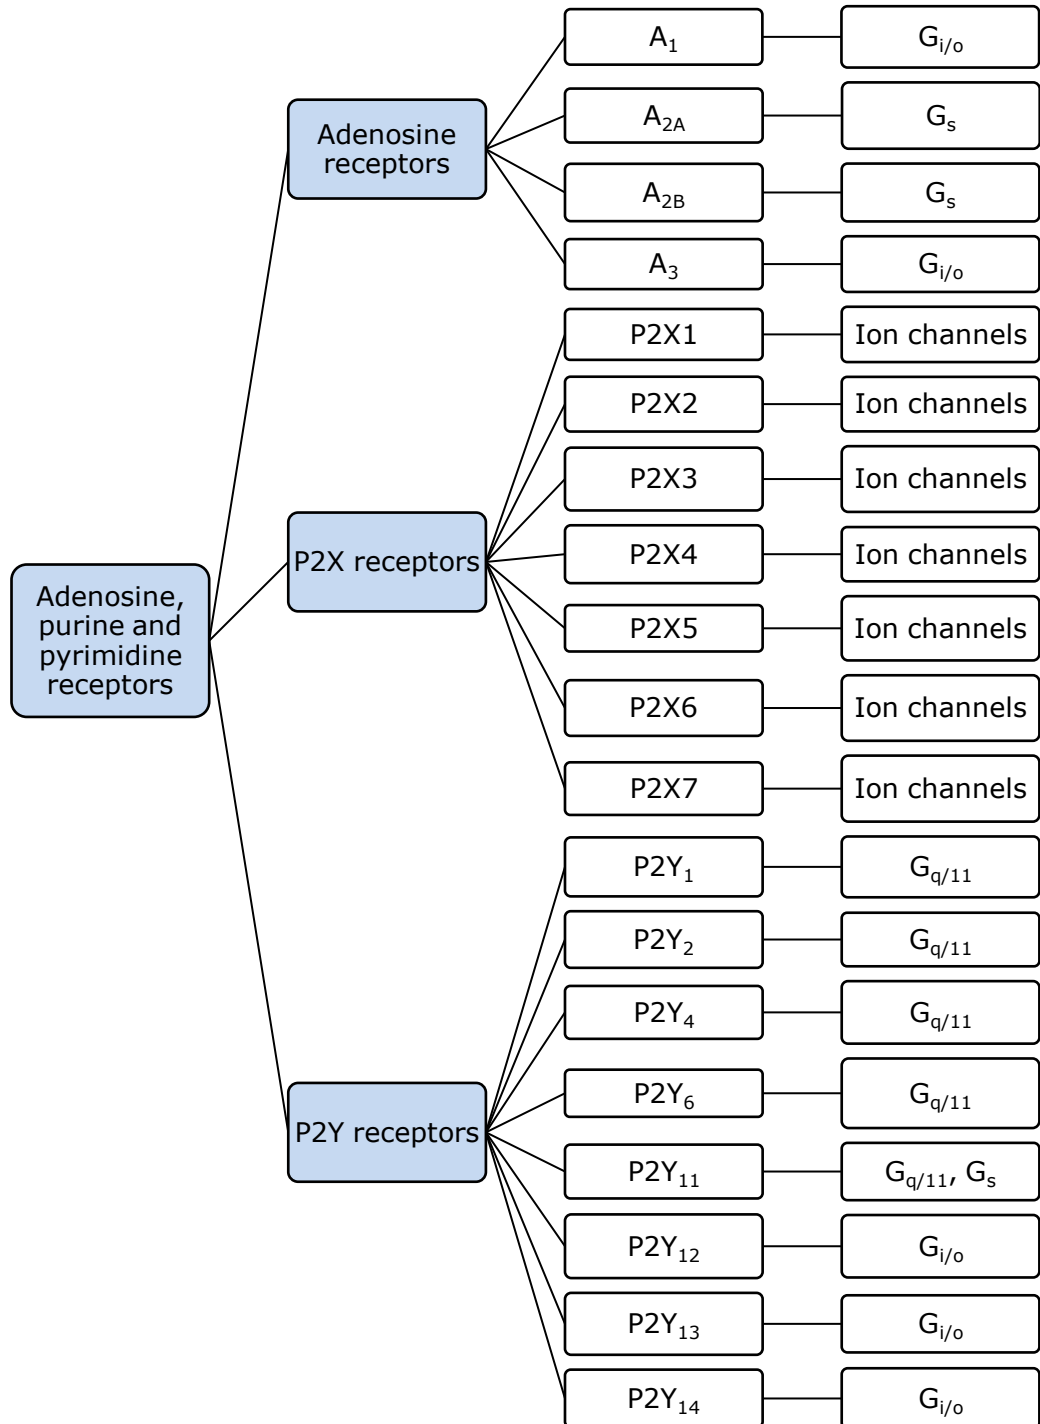 Adenosine,
purine and
pyrimidine
receptors
Adenosine
receptors
A₁
Gᵢ/ₒ
A₂A
Gₛ
A₂B
Gₛ
A₃
Gᵢ/ₒ
P2X receptors
P2X1
Ion channels
P2X2
Ion channels
P2X3
Ion channels
P2X4
Ion channels
P2X5
Ion channels
P2X6
Ion channels
P2X7
Ion channels
P2Y receptors
P2Y₁
Gq/₁₁
P2Y₂
Gq/₁₁
P2Y₄
Gq/₁₁
P2Y₆
Gq/₁₁
P2Y₁₁
Gq/₁₁, Gₛ
P2Y₁₂
Gᵢ/ₒ
P2Y₁₃
Gᵢ/ₒ
P2Y₁₄
Gᵢ/ₒ